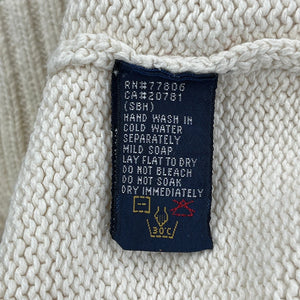 RN#77806
CA#20781
(SBH)
HAND WASH IN
COLD WATER
SEPARATELY
MILD SOAP
LAY FLAT TO DRY
DO NOT BLEACH
DO NOT SOAK
DRY IMMEDIATELY
30°C